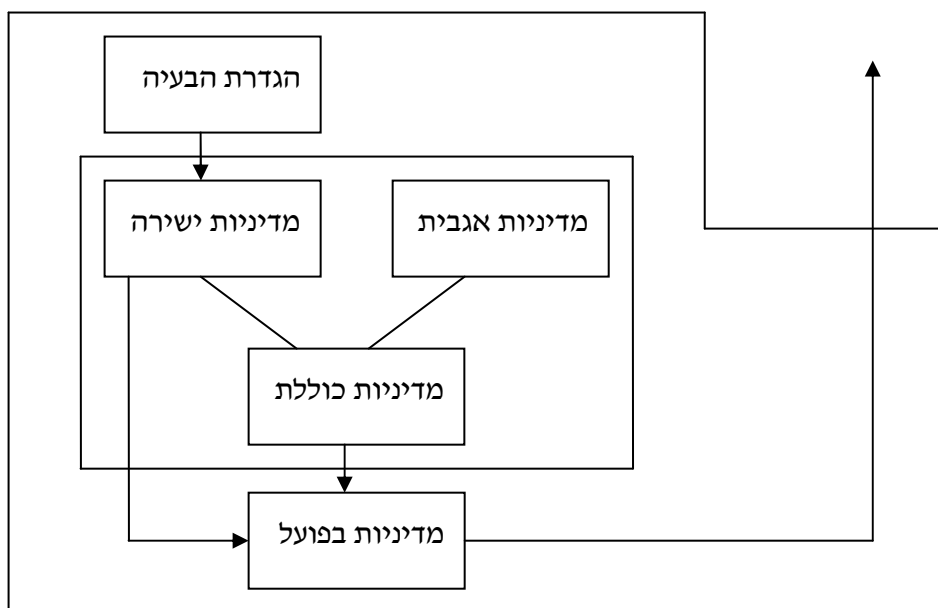 הגדרת הבעיה
מדיניות אגבית
מדיניות ישירה
מדיניות כוללת
מדיניות בפועל